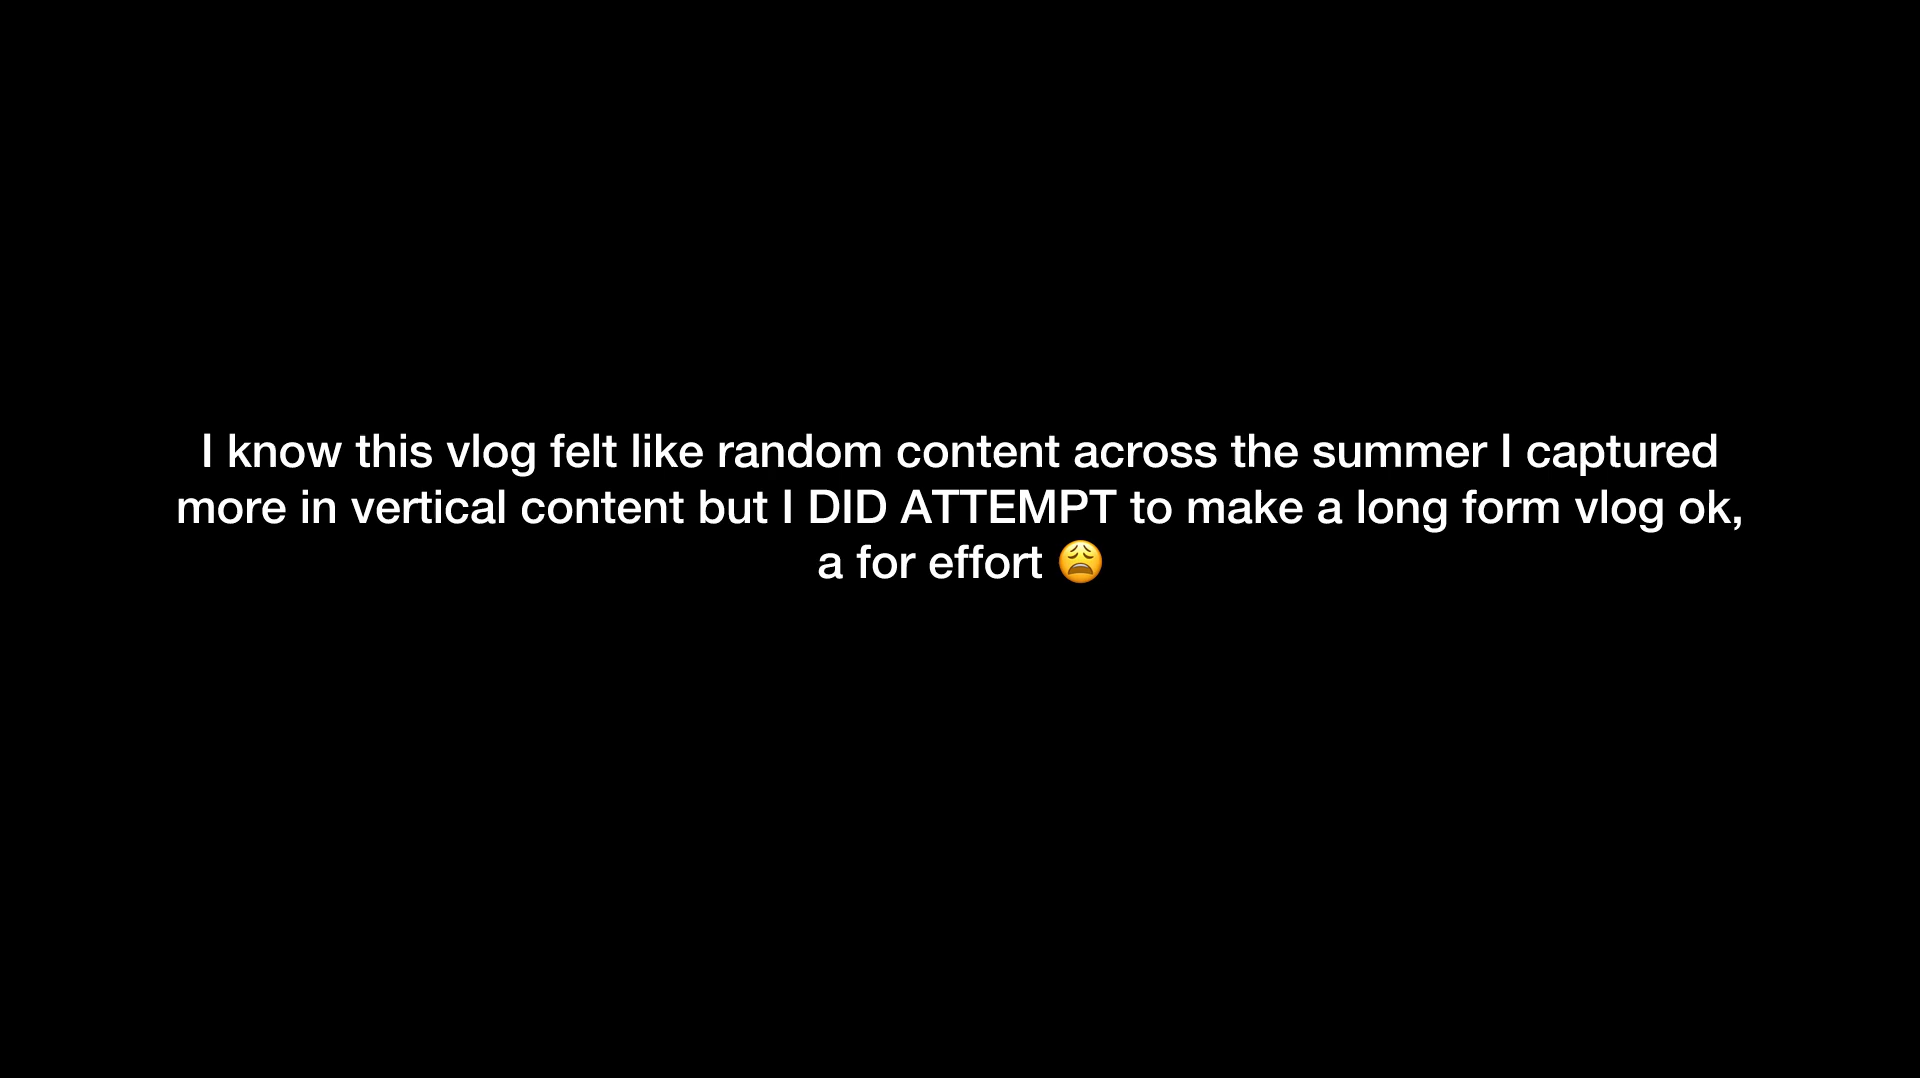 I know this vlog felt like random content across the summer I captured
more in vertical content but I DID ATTEMPT to make a long form vlog ok,
a for effort 😩